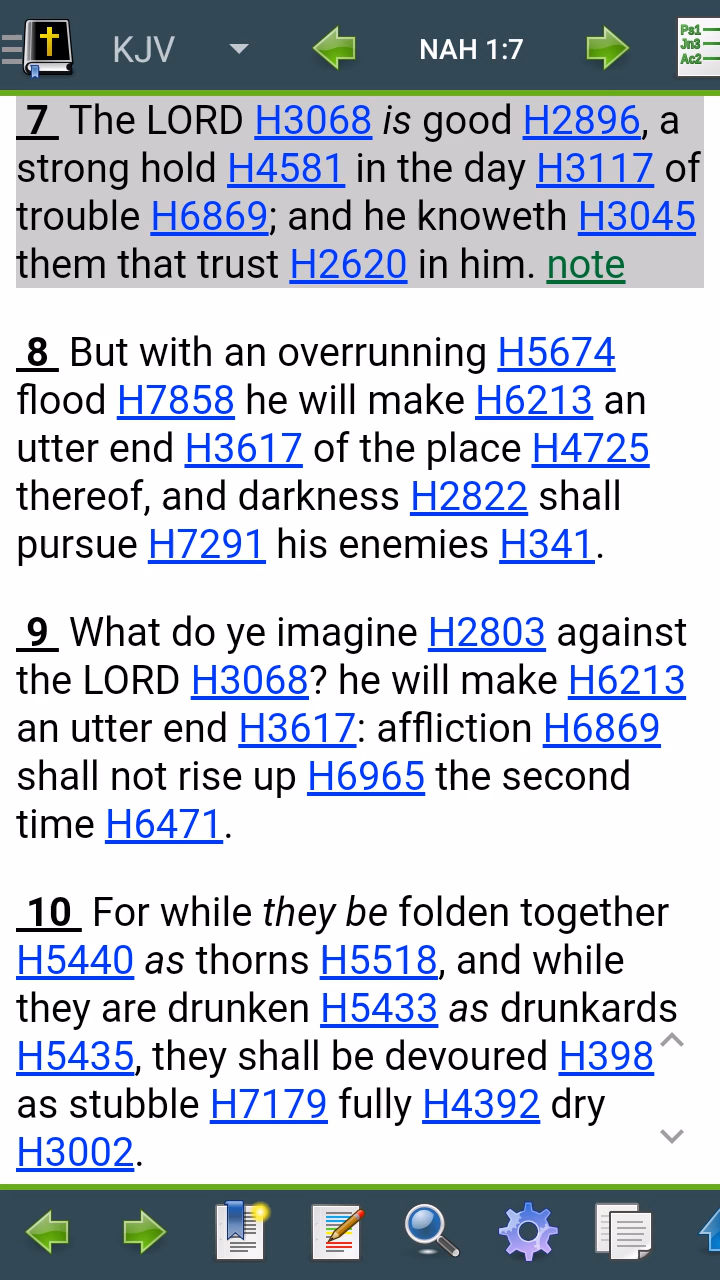 KJV
NAH 1:7
Ps1
Jn3
Ac2
7 The LORD H3068 is good H2896, a
strong hold H4581 in the day H3117 of
trouble H6869; and he knoweth H3045
them that trust H2620 in him. note
8 But with an overrunning H5674
flood H7858 he will make H6213 an
utter end H3617 of the place H4725
thereof, and darkness H2822 shall
pursue H7291 his enemies H341.
9 What do ye imagine H2803 against
the LORD H3068? he will make H6213
an utter end H3617: affliction H6869
shall not rise up H6965 the second
time H6471.
10 For while they be folden together
H5440 as thorns H5518, and while
they are drunken H5433 as drunkards
H5435, they shall be devoured H398
as stubble H7179 fully H4392 dry
H3002.